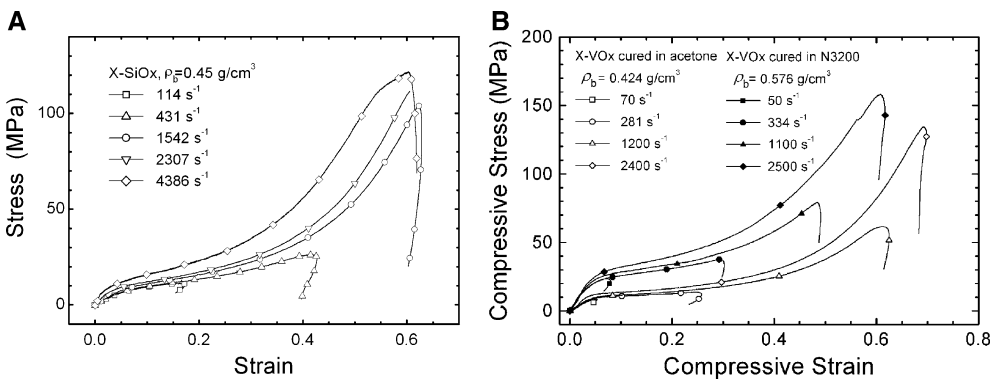 A
X-SiOx, ρb=0.45 g/cm³
114 s⁻¹
431 s⁻¹
1542 s⁻¹
2307 s⁻¹
4386 s⁻¹
Stress (MPa)
100
50
0
0.0 0.2 0.4 0.6
Strain
B
X-VOx cured in acetone
ρb= 0.424 g/cm³
70 s⁻¹
281 s⁻¹
1200 s⁻¹
2400 s⁻¹
X-VOx cured in N3200
ρb= 0.576 g/cm³
50 s⁻¹
334 s⁻¹
1100 s⁻¹
2500 s⁻¹
Compressive Stress (MPa)
200
150
100
50
0
0.0 0.2 0.4 0.6 0.8
Compressive Strain